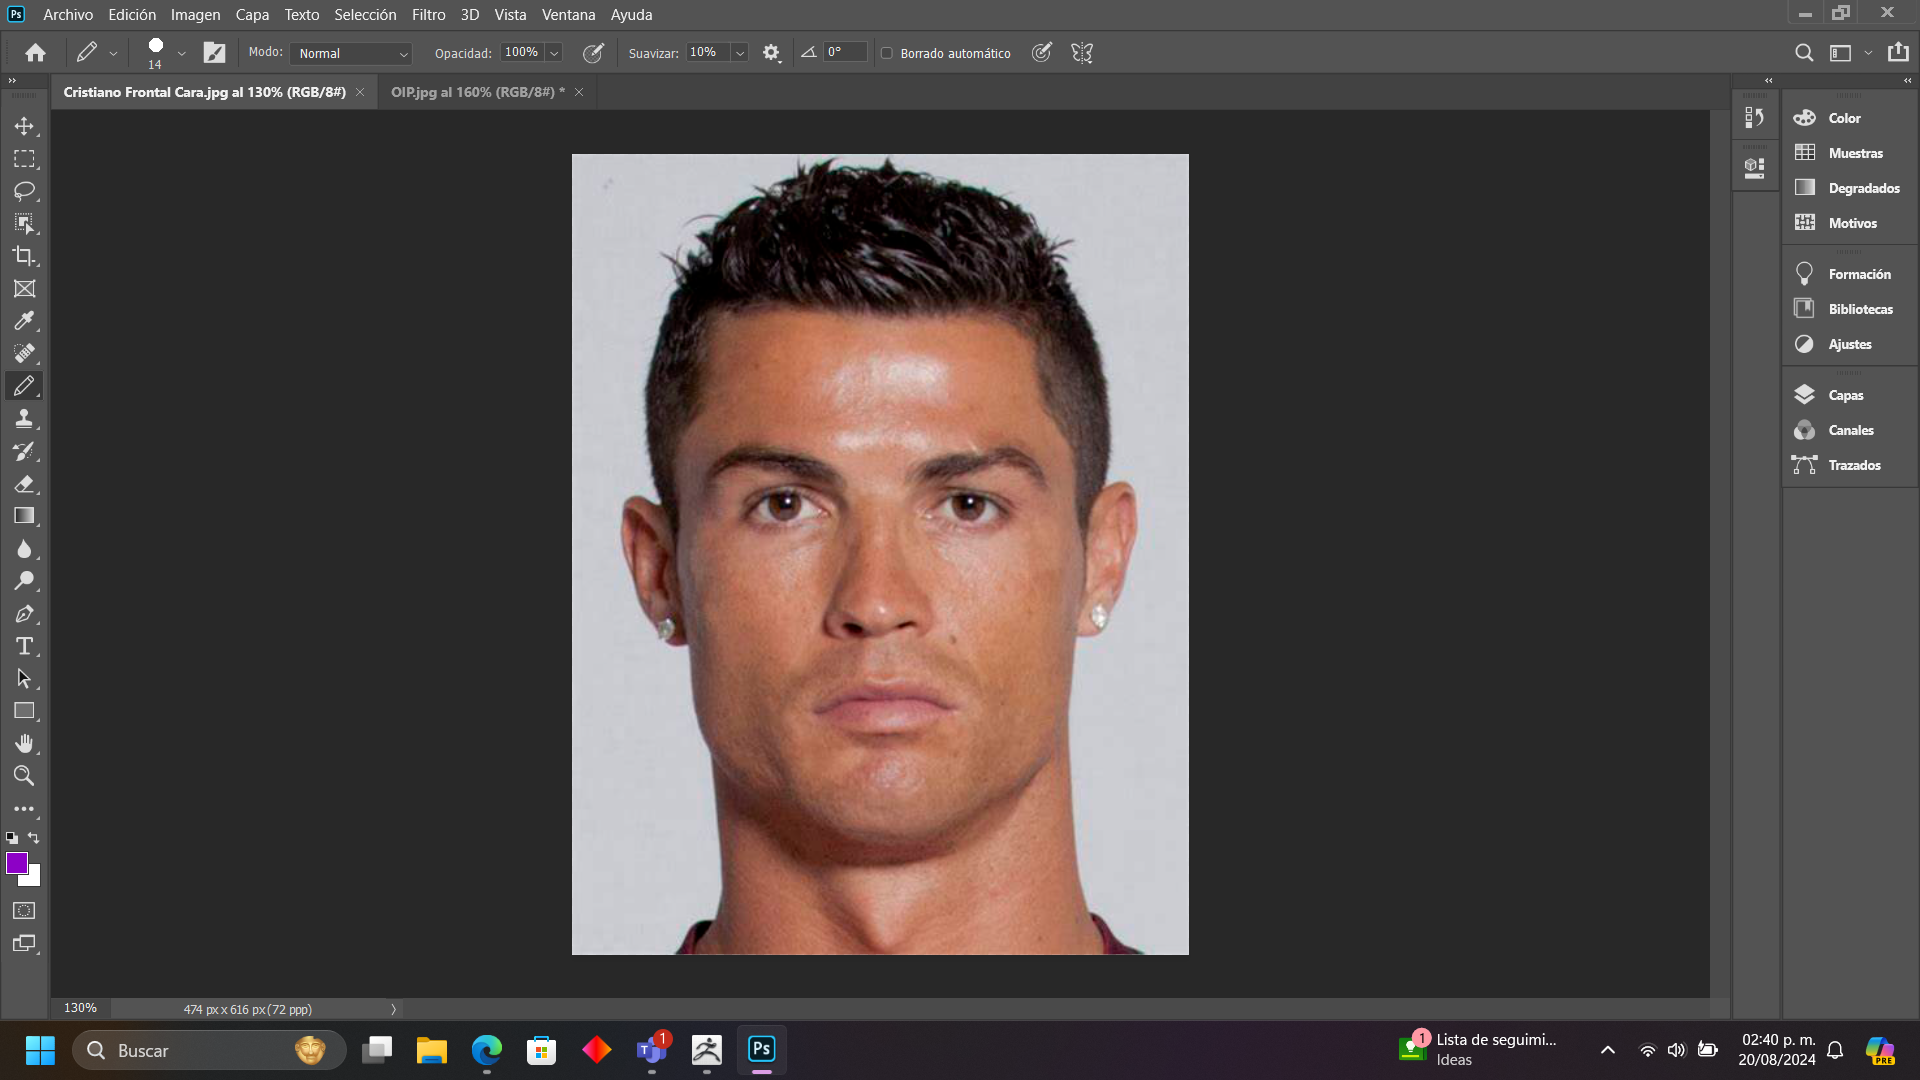 Ps Archivo Edición Imagen Capa Texto Selección Filtro 3D Vista Ventana Ayuda
14 Modo: Normal Opacidad: 100% Suavizar: 10% 0° Borrado automático
Cristiano Frontal Cara.jpg al 130% (RGB/8#) × OIP.jpg al 160% (RGB/8#) * ×
Color
Muestras
Degradados
Motivos
Formación
Bibliotecas
Ajustes
Capas
Canales
Trazados
T
130% 474 px x 616 px (72 ppp)
Buscar
T 1
Ps
1 Lista de seguimi...
Ideas
02:40 p. m.
20/08/2024
PRE